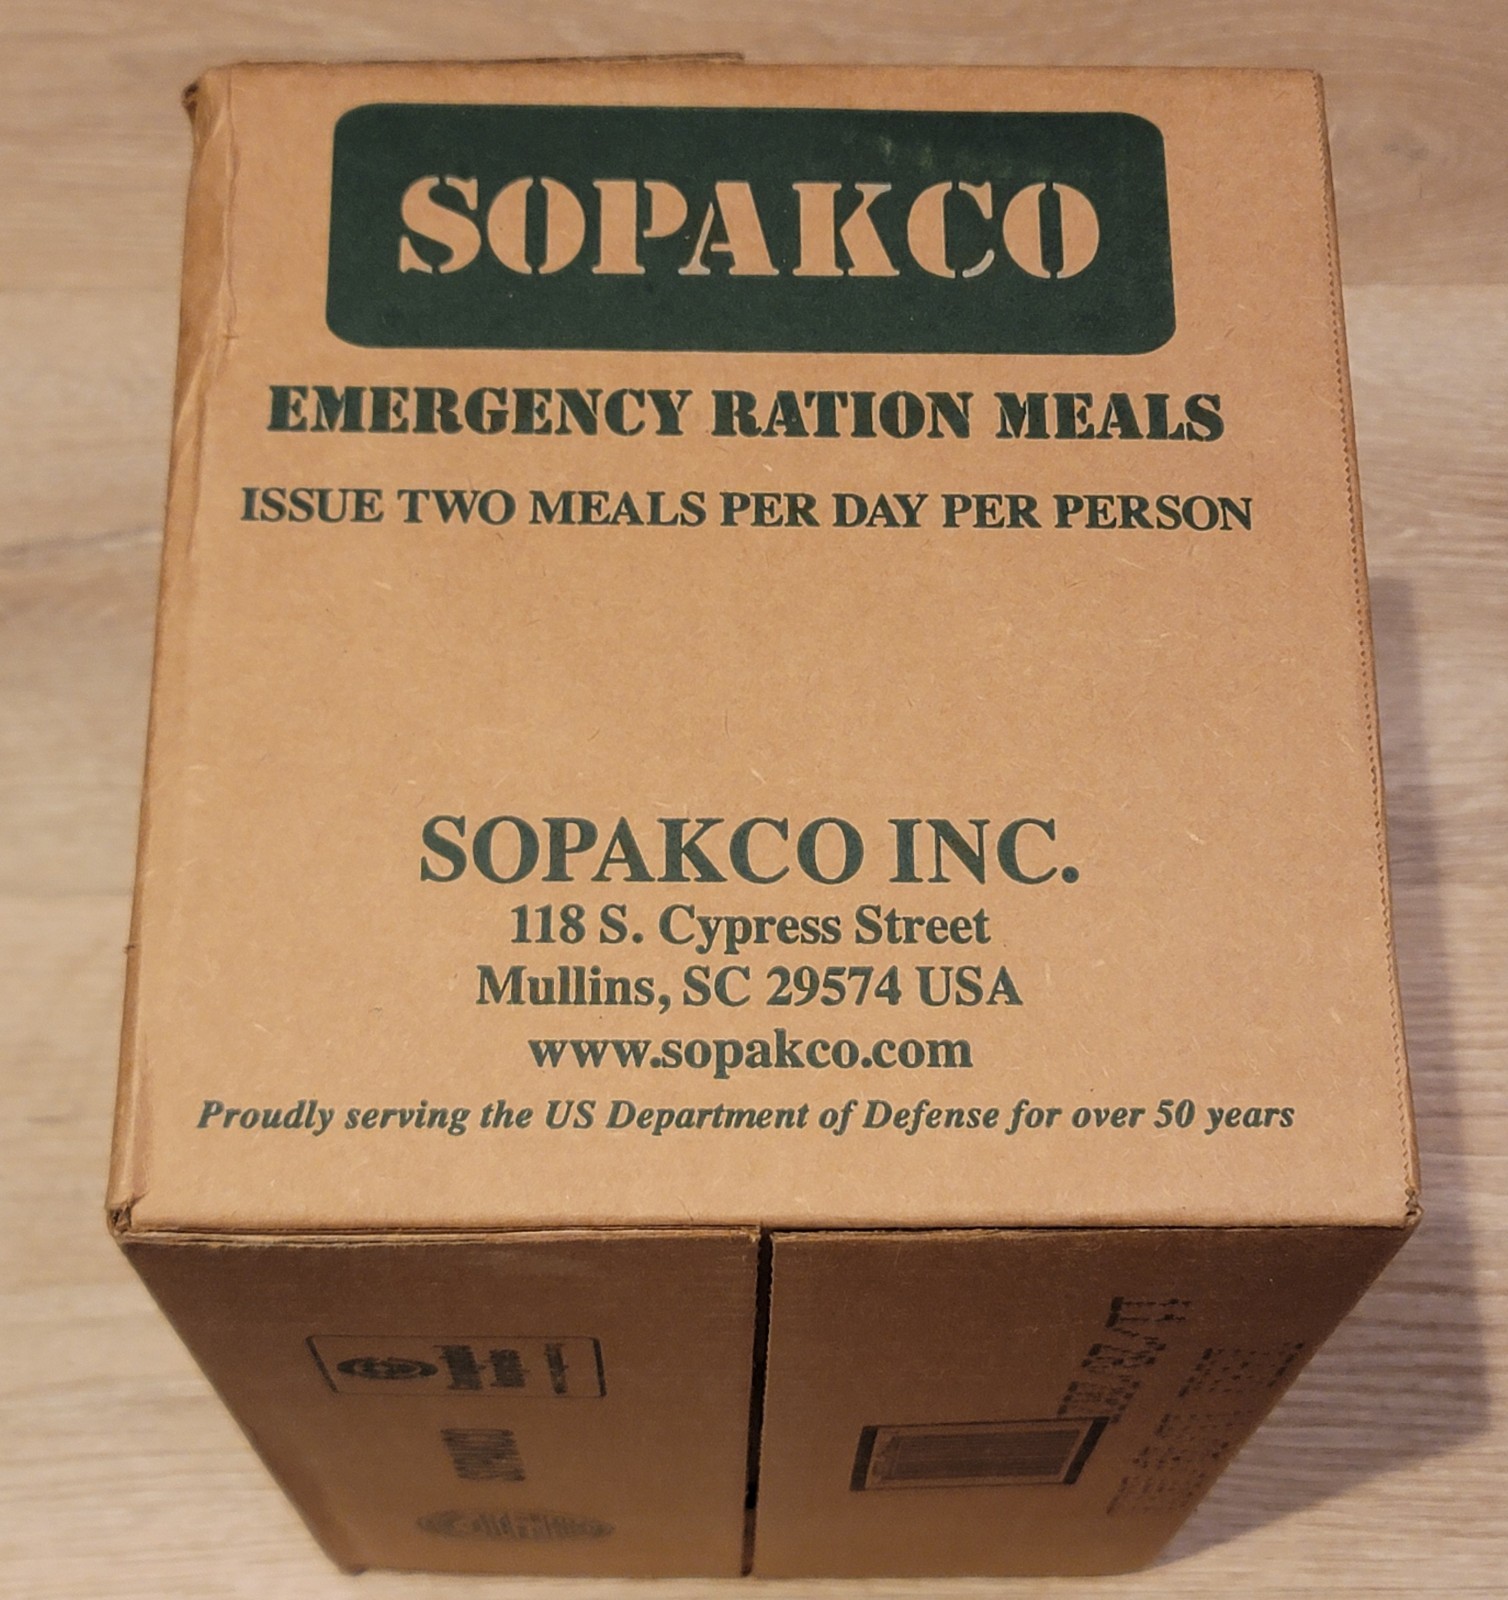 SOPAKCO
EMERGENCY RATION MEALS
ISSUE TWO MEALS PER DAY PER PERSON
SOPAKCO INC.
118 S. Cypress Street
Mullins, SC 29574 USA
www.sopakco.com
Proudly serving the US Department of Defense for over 50 years
SOPAKCO